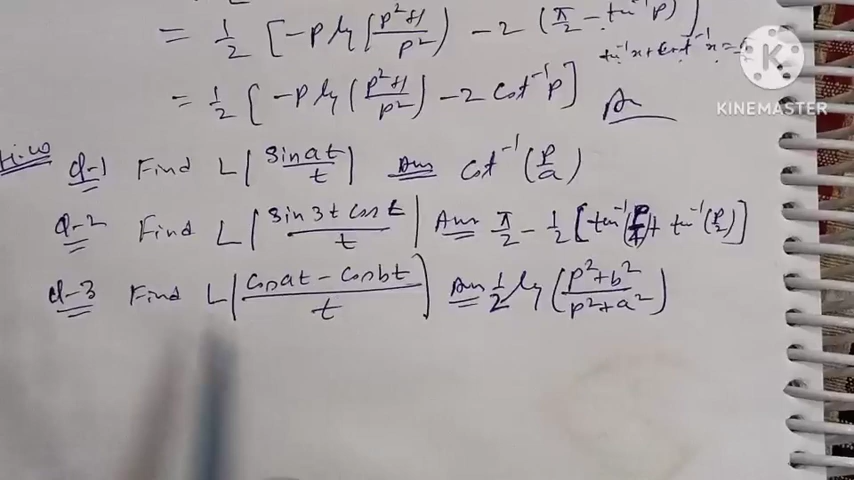 = 1/2 [-p log(p²+1/p²) - 2 (π/2 - tan⁻¹p)]
tan⁻¹x + cot⁻¹x =
= 1/2 [-p log(p²+1/p²) - 2 cot⁻¹p] Ans
KINEMASTER
H.W Q-1 Find L(sin at/t) Ans cot⁻¹(p/a)
Q-2 Find L(sin 3t cos t/t) Ans π/2 - 1/2 [tan⁻¹(p/4) + tan⁻¹(p/2)]
Q-3 Find L(cos at - cos bt/t) Ans 1/2 log(p²+b²/p²+a²)